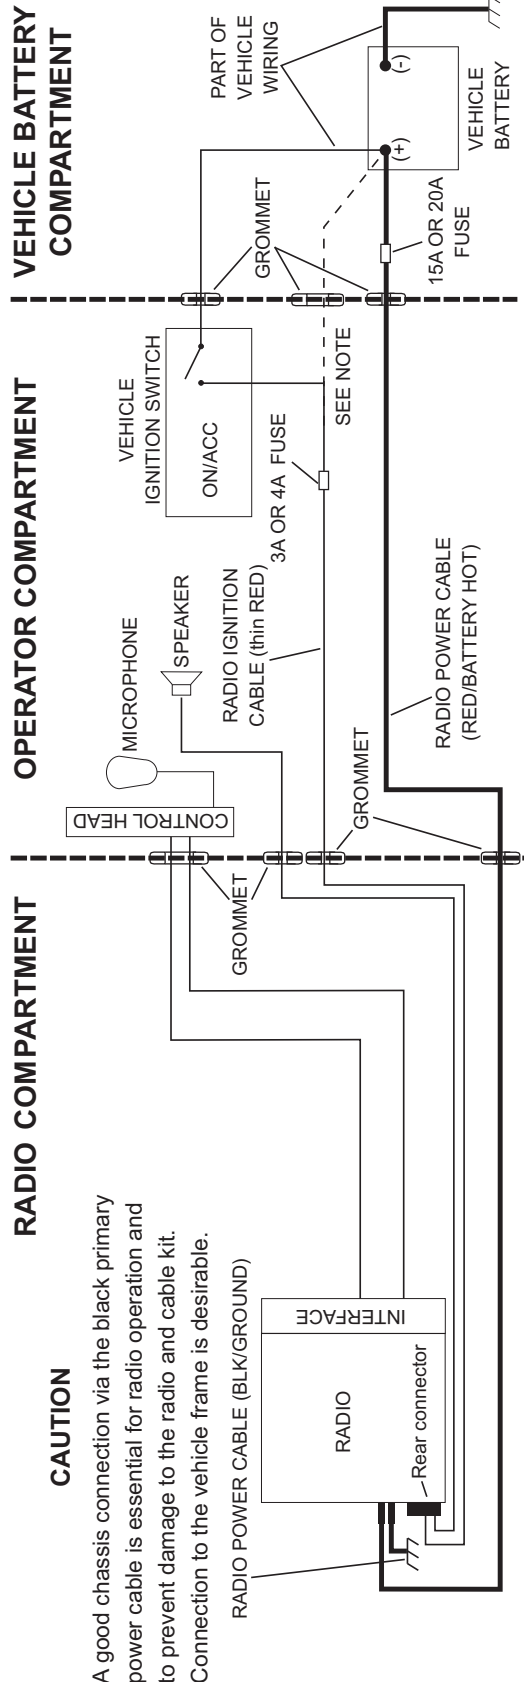 RADIO COMPARTMENT
OPERATOR COMPARTMENT
VEHICLE BATTERY
COMPARTMENT
CAUTION
A good chassis connection via the black primary
power cable is essential for radio operation and
to prevent damage to the radio and cable kit.
Connection to the vehicle frame is desirable.
RADIO POWER CABLE (BLK/GROUND)
RADIO
INTERFACE
Rear connector
GROMMET
CONTROL HEAD
MICROPHONE
SPEAKER
GROMMET
RADIO IGNITION
CABLE (thin RED)
3A OR 4A FUSE
RADIO POWER CABLE
(RED/BATTERY HOT)
VEHICLE
IGNITION SWITCH
ON/ACC
SEE NOTE
GROMMET
15A OR 20A
FUSE
PART OF
VEHICLE
WIRING
(+)
(-)
VEHICLE
BATTERY